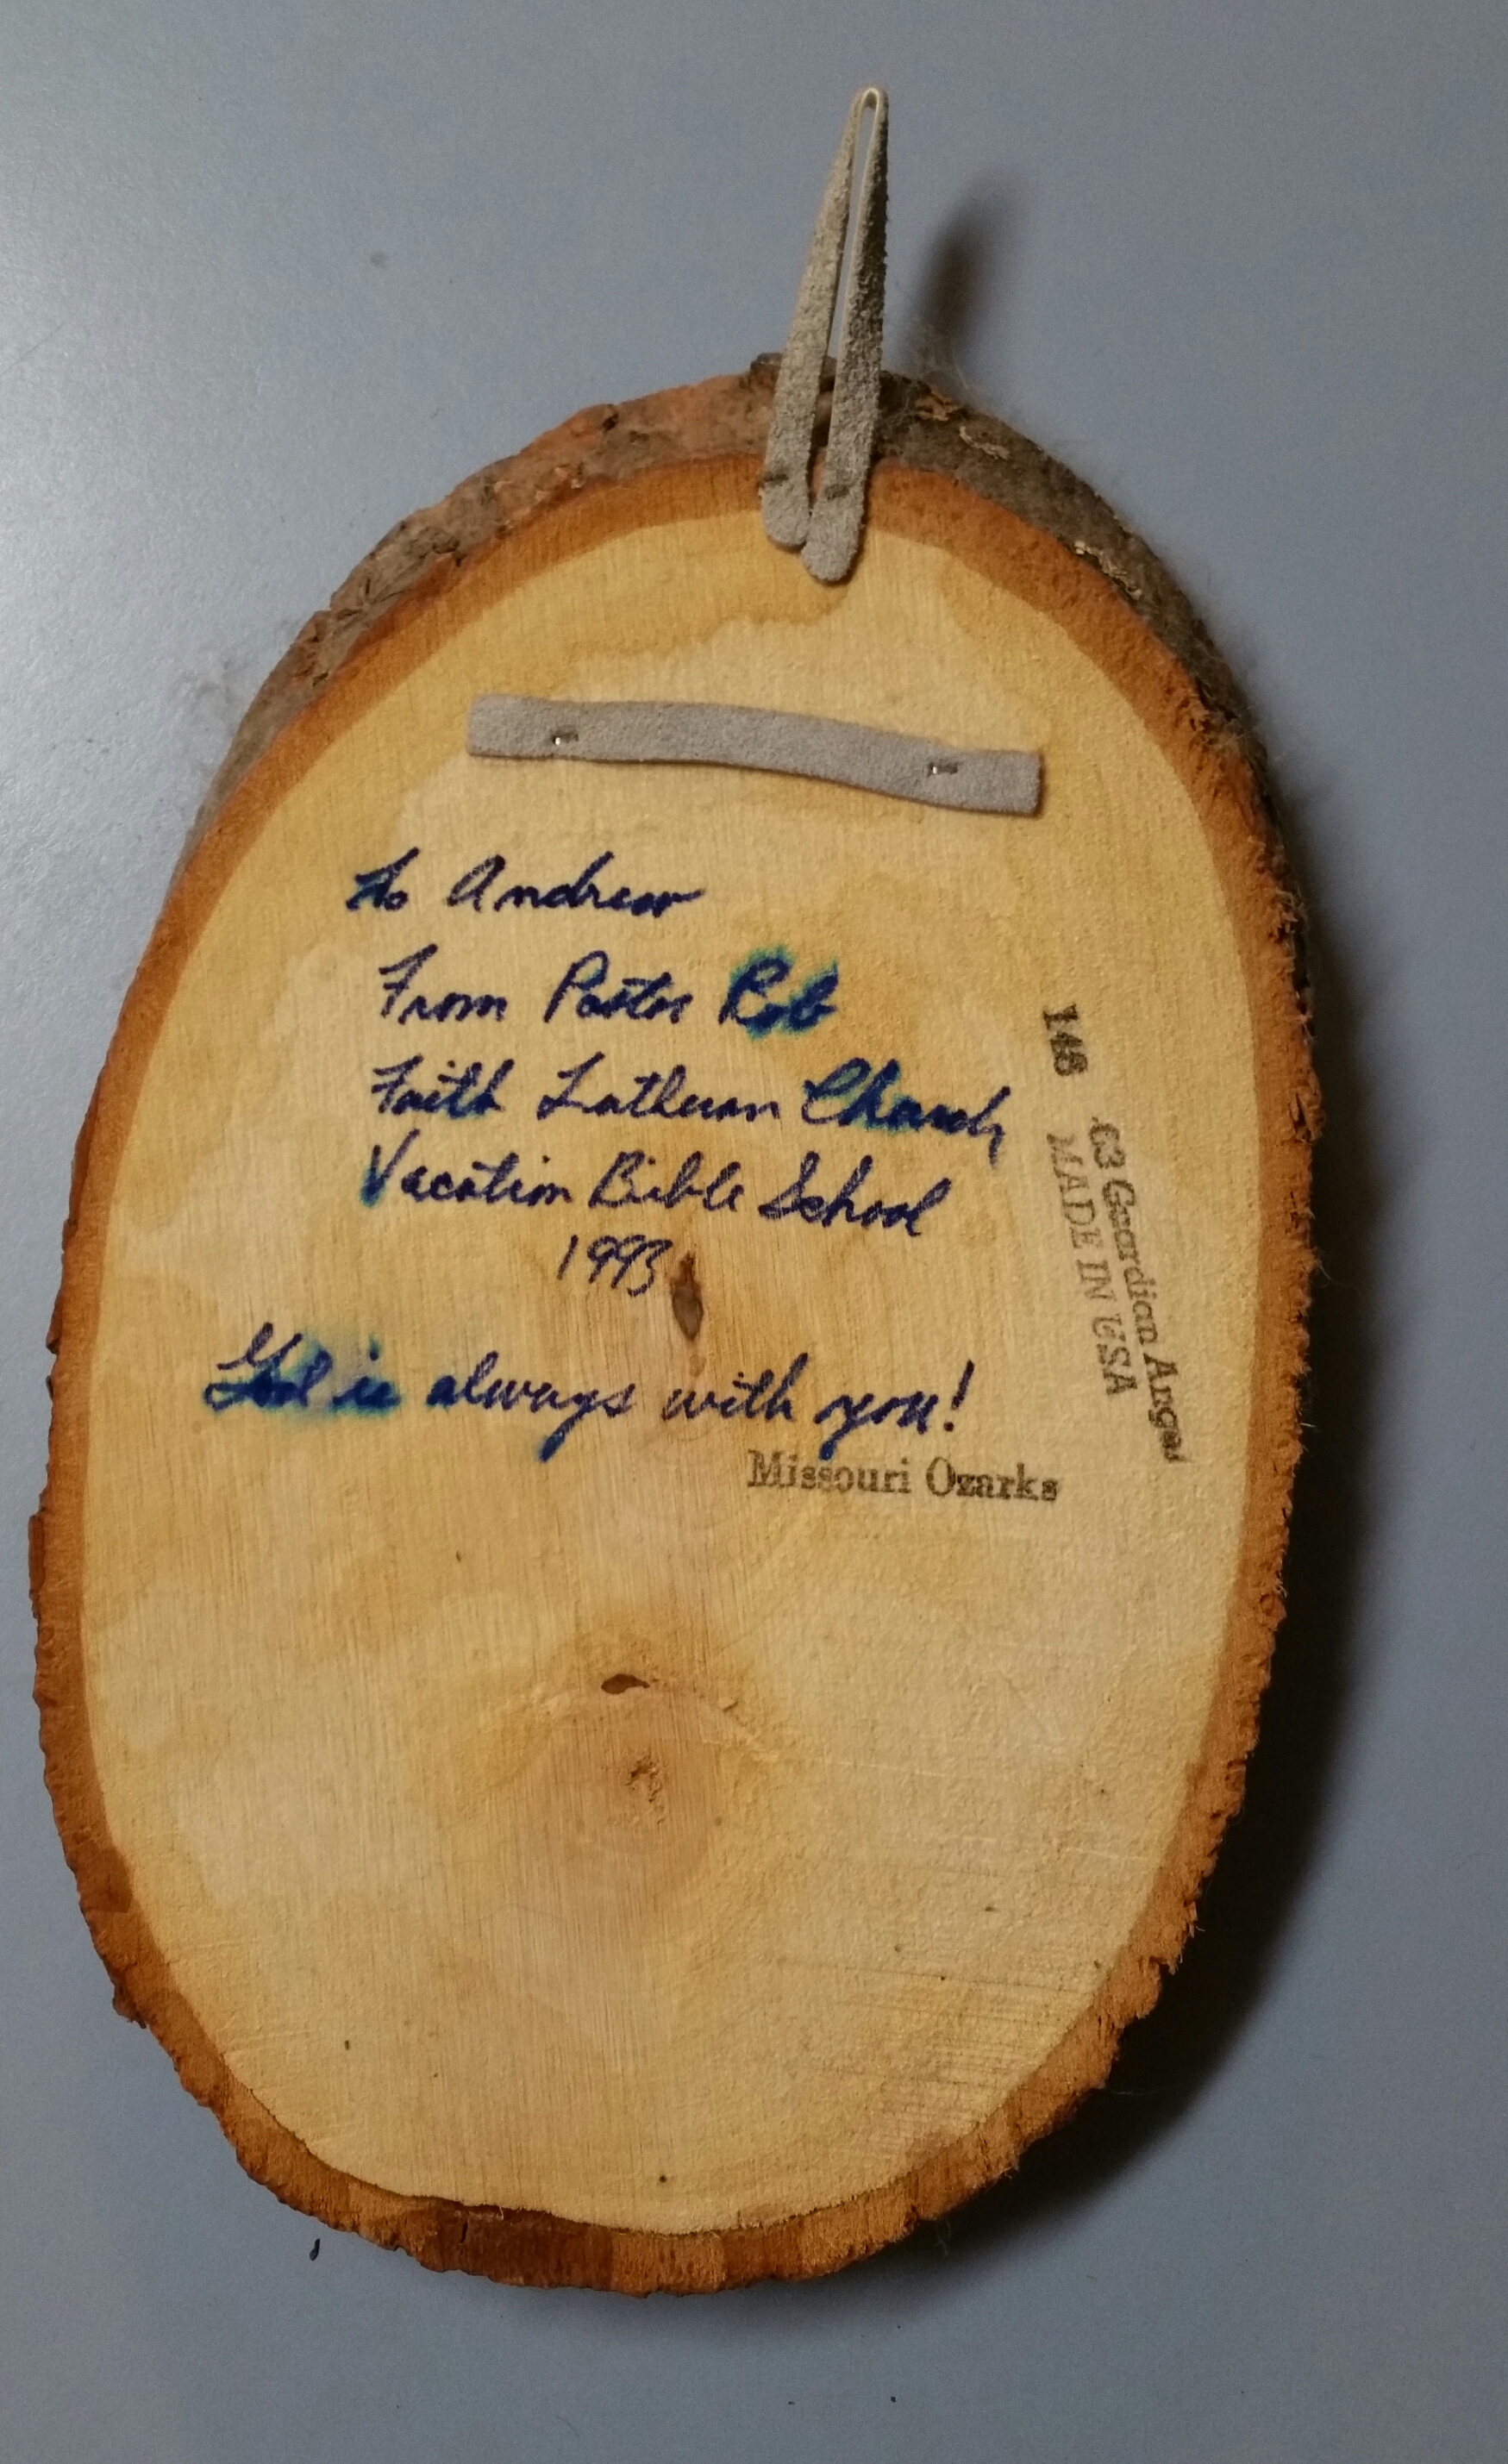 To Andrew
From Pastor Rob
Faith Lutheran Church
Vacation Bible School
1993
God is always with you!
Missouri Ozarks
148
63 Guardian Angel
MADE IN USA